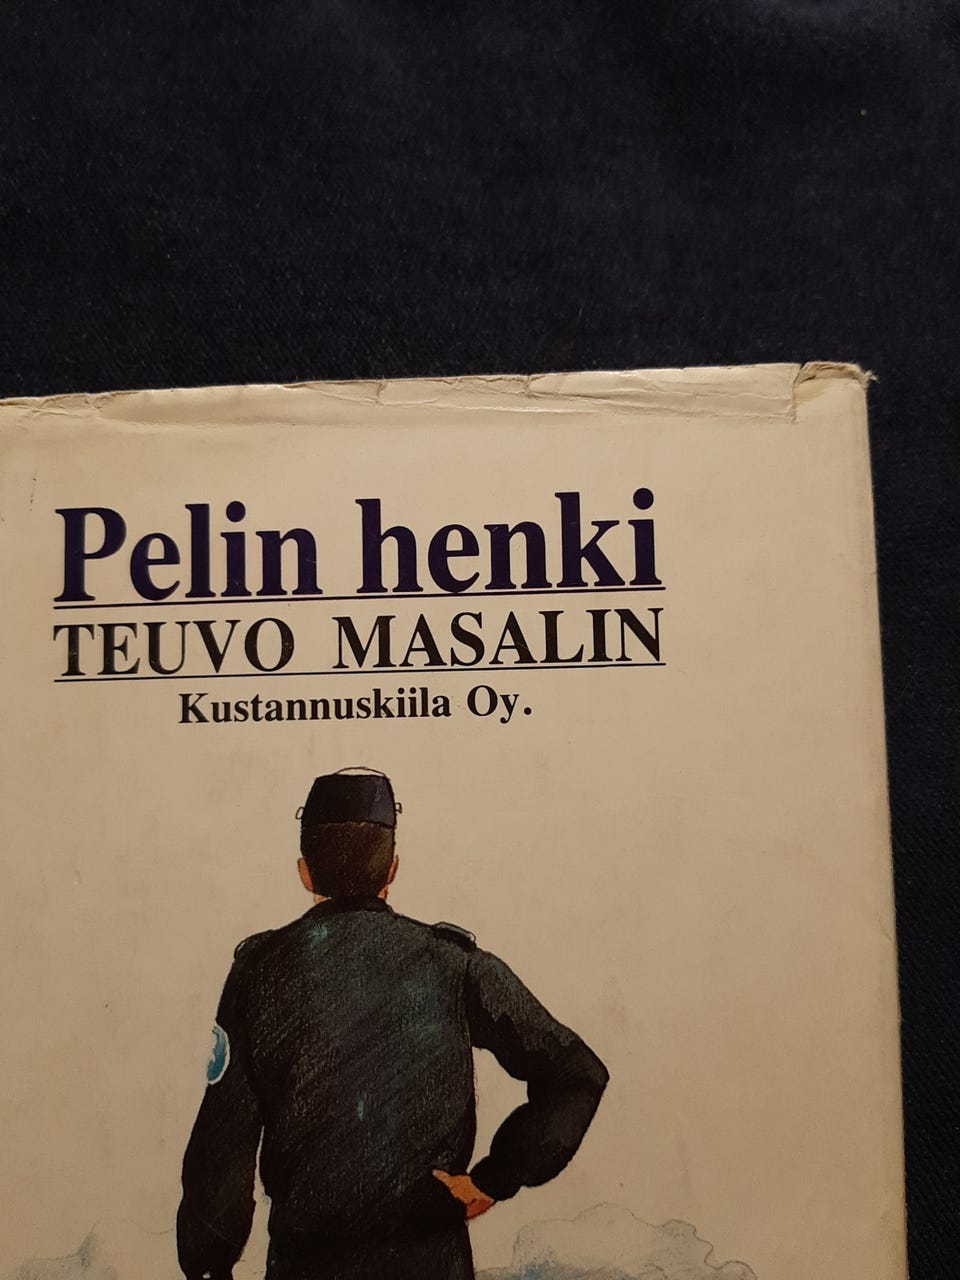 Pelin henki
TEUVO MASALIN
Kustannuskiila Oy.